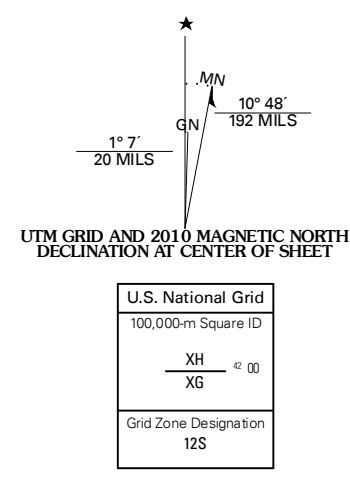 MN
10° 48´
192 MILS
GN
1° 7´
20 MILS
UTM GRID AND 2010 MAGNETIC NORTH
DECLINATION AT CENTER OF SHEET
U.S. National Grid
100,000-m Square ID
XH
42 00
XG
Grid Zone Designation
12S